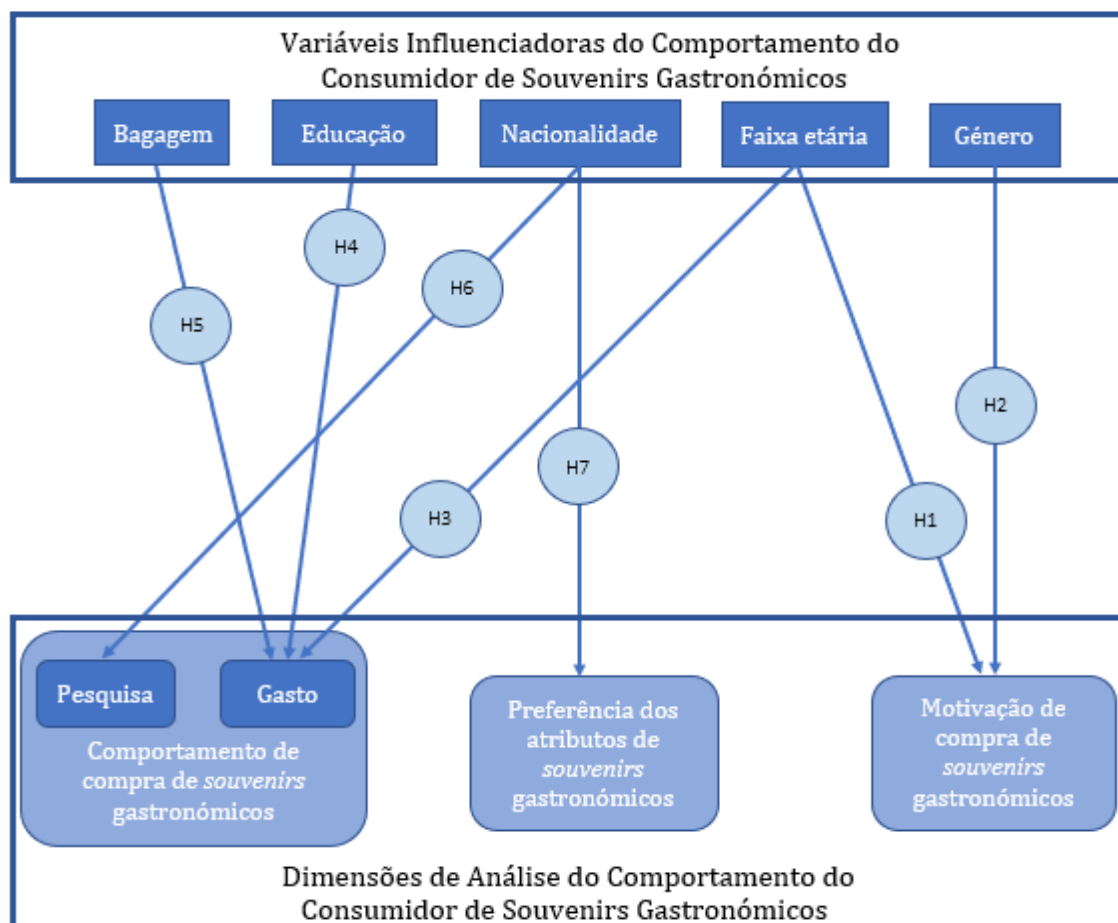 Variáveis Influenciadoras do Comportamento do
Consumidor de Souvenirs Gastronómicos
Bagagem
Educação
Nacionalidade
Faixa etária
Género
H4
H6
H5
H2
H7
H3
H1
Pesquisa
Gasto
Comportamento de
compra de souvenirs
gastronómicos
Preferência dos
atributos de
souvenirs
gastronómicos
Motivação de
compra de
souvenirs
gastronómicos
Dimensões de Análise do Comportamento do
Consumidor de Souvenirs Gastronómicos